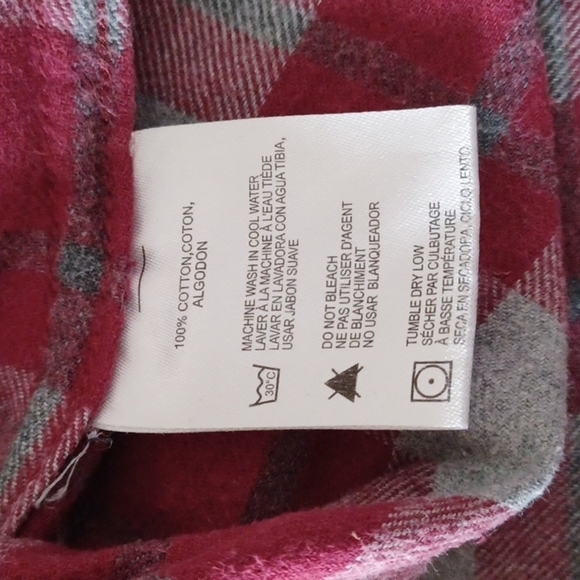 100% COTTON,COTON,
ALGODON
MACHINE WASH IN COOL WATER
LAVER À LA MACHINE À L'EAU TIÈDE
LAVAR EN LAVADORA CON AGUA TIBIA,
USAR JABON SUAVE
30°C
DO NOT BLEACH
NE PAS UTILISER D'AGENT
DE BLANCHIMENT
NO USAR BLANQUEADOR
TUMBLE DRY LOW
SÉCHER PAR CULBUTAGE
À BASSE TEMPÉRATURE
SECA EN SECADORA, CICLO LENTO